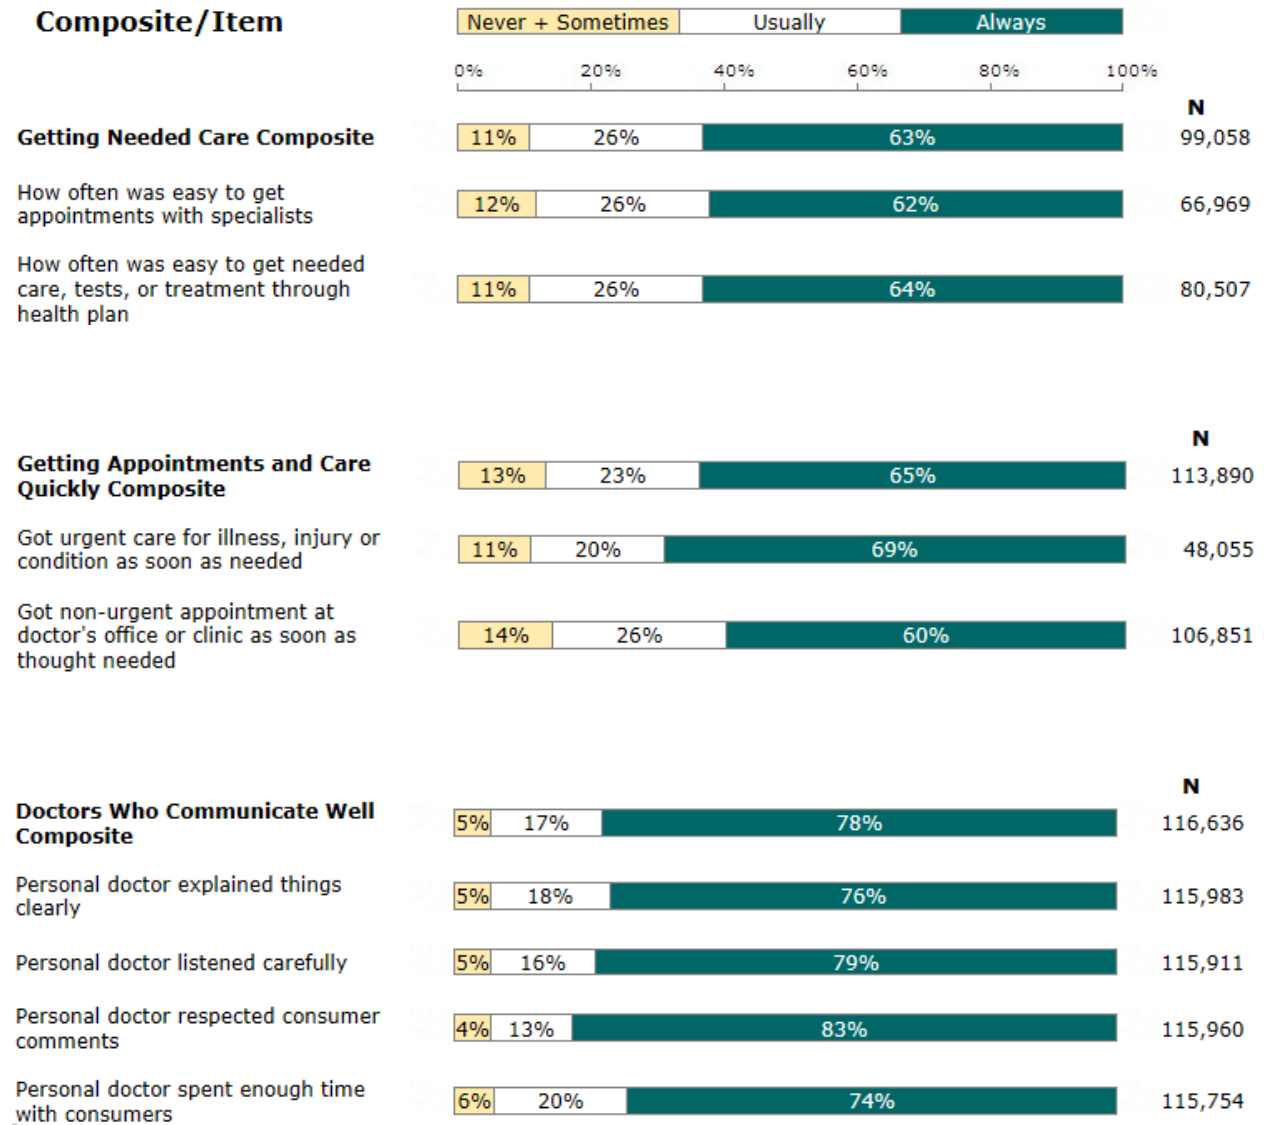 Composite/Item
Never + Sometimes Usually Always
0% 20% 40% 60% 80% 100%
N
Getting Needed Care Composite 11% 26% 63% 99,058
How often was easy to get
appointments with specialists 12% 26% 62% 66,969
How often was easy to get needed
care, tests, or treatment through 11% 26% 64% 80,507
health plan
N
Getting Appointments and Care
Quickly Composite 13% 23% 65% 113,890
Got urgent care for illness, injury or
condition as soon as needed 11% 20% 69% 48,055
Got non-urgent appointment at
doctor's office or clinic as soon as 14% 26% 60% 106,851
thought needed
N
Doctors Who Communicate Well
Composite 5% 17% 78% 116,636
Personal doctor explained things
clearly 5% 18% 76% 115,983
Personal doctor listened carefully 5% 16% 79% 115,911
Personal doctor respected consumer
comments 4% 13% 83% 115,960
Personal doctor spent enough time
with consumers 6% 20% 74% 115,754